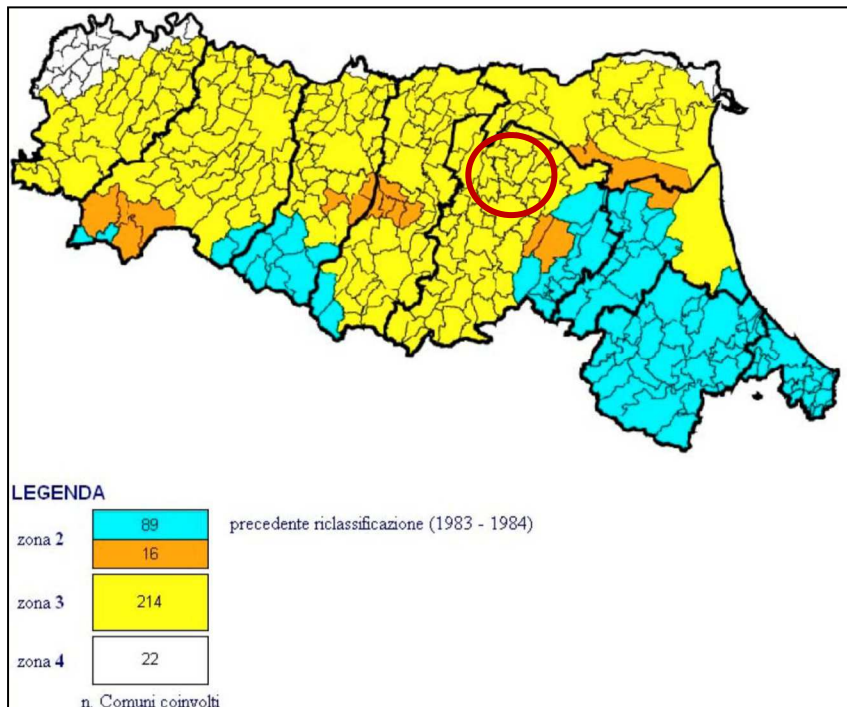 LEGENDA
zona 2
89
precedente riclassificazione (1983 - 1984)
16
zona 3
214
zona 4
22
n. Comuni coinvolti